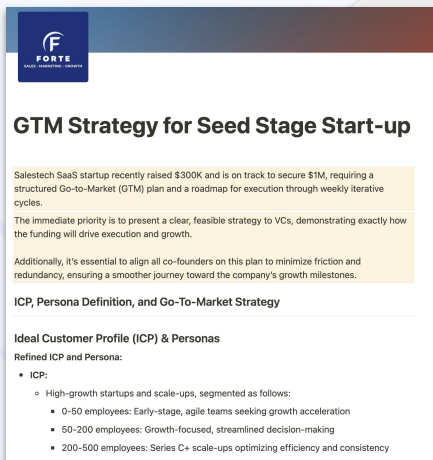 FORTE
SALES - MARKETING - GROWTH
GTM Strategy for Seed Stage Start-up
Salestech SaaS startup recently raised $300K and is on track to secure $1M, requiring a
structured Go-to-Market (GTM) plan and a roadmap for execution through weekly iterative
cycles.
The immediate priority is to present a clear, feasible strategy to VCs, demonstrating exactly how
the funding will drive execution and growth.
Additionally, it's essential to align all co-founders on this plan to minimize friction and
redundancy, ensuring a smoother journey toward the company's growth milestones.
ICP, Persona Definition, and Go-To-Market Strategy
Ideal Customer Profile (ICP) & Personas
Refined ICP and Persona:
• ICP:
◦ High-growth startups and scale-ups, segmented as follows:
▪ 0-50 employees: Early-stage, agile teams seeking growth acceleration
▪ 50-200 employees: Growth-focused, streamlined decision-making
▪ 200-500 employees: Series C+ scale-ups optimizing efficiency and consistency